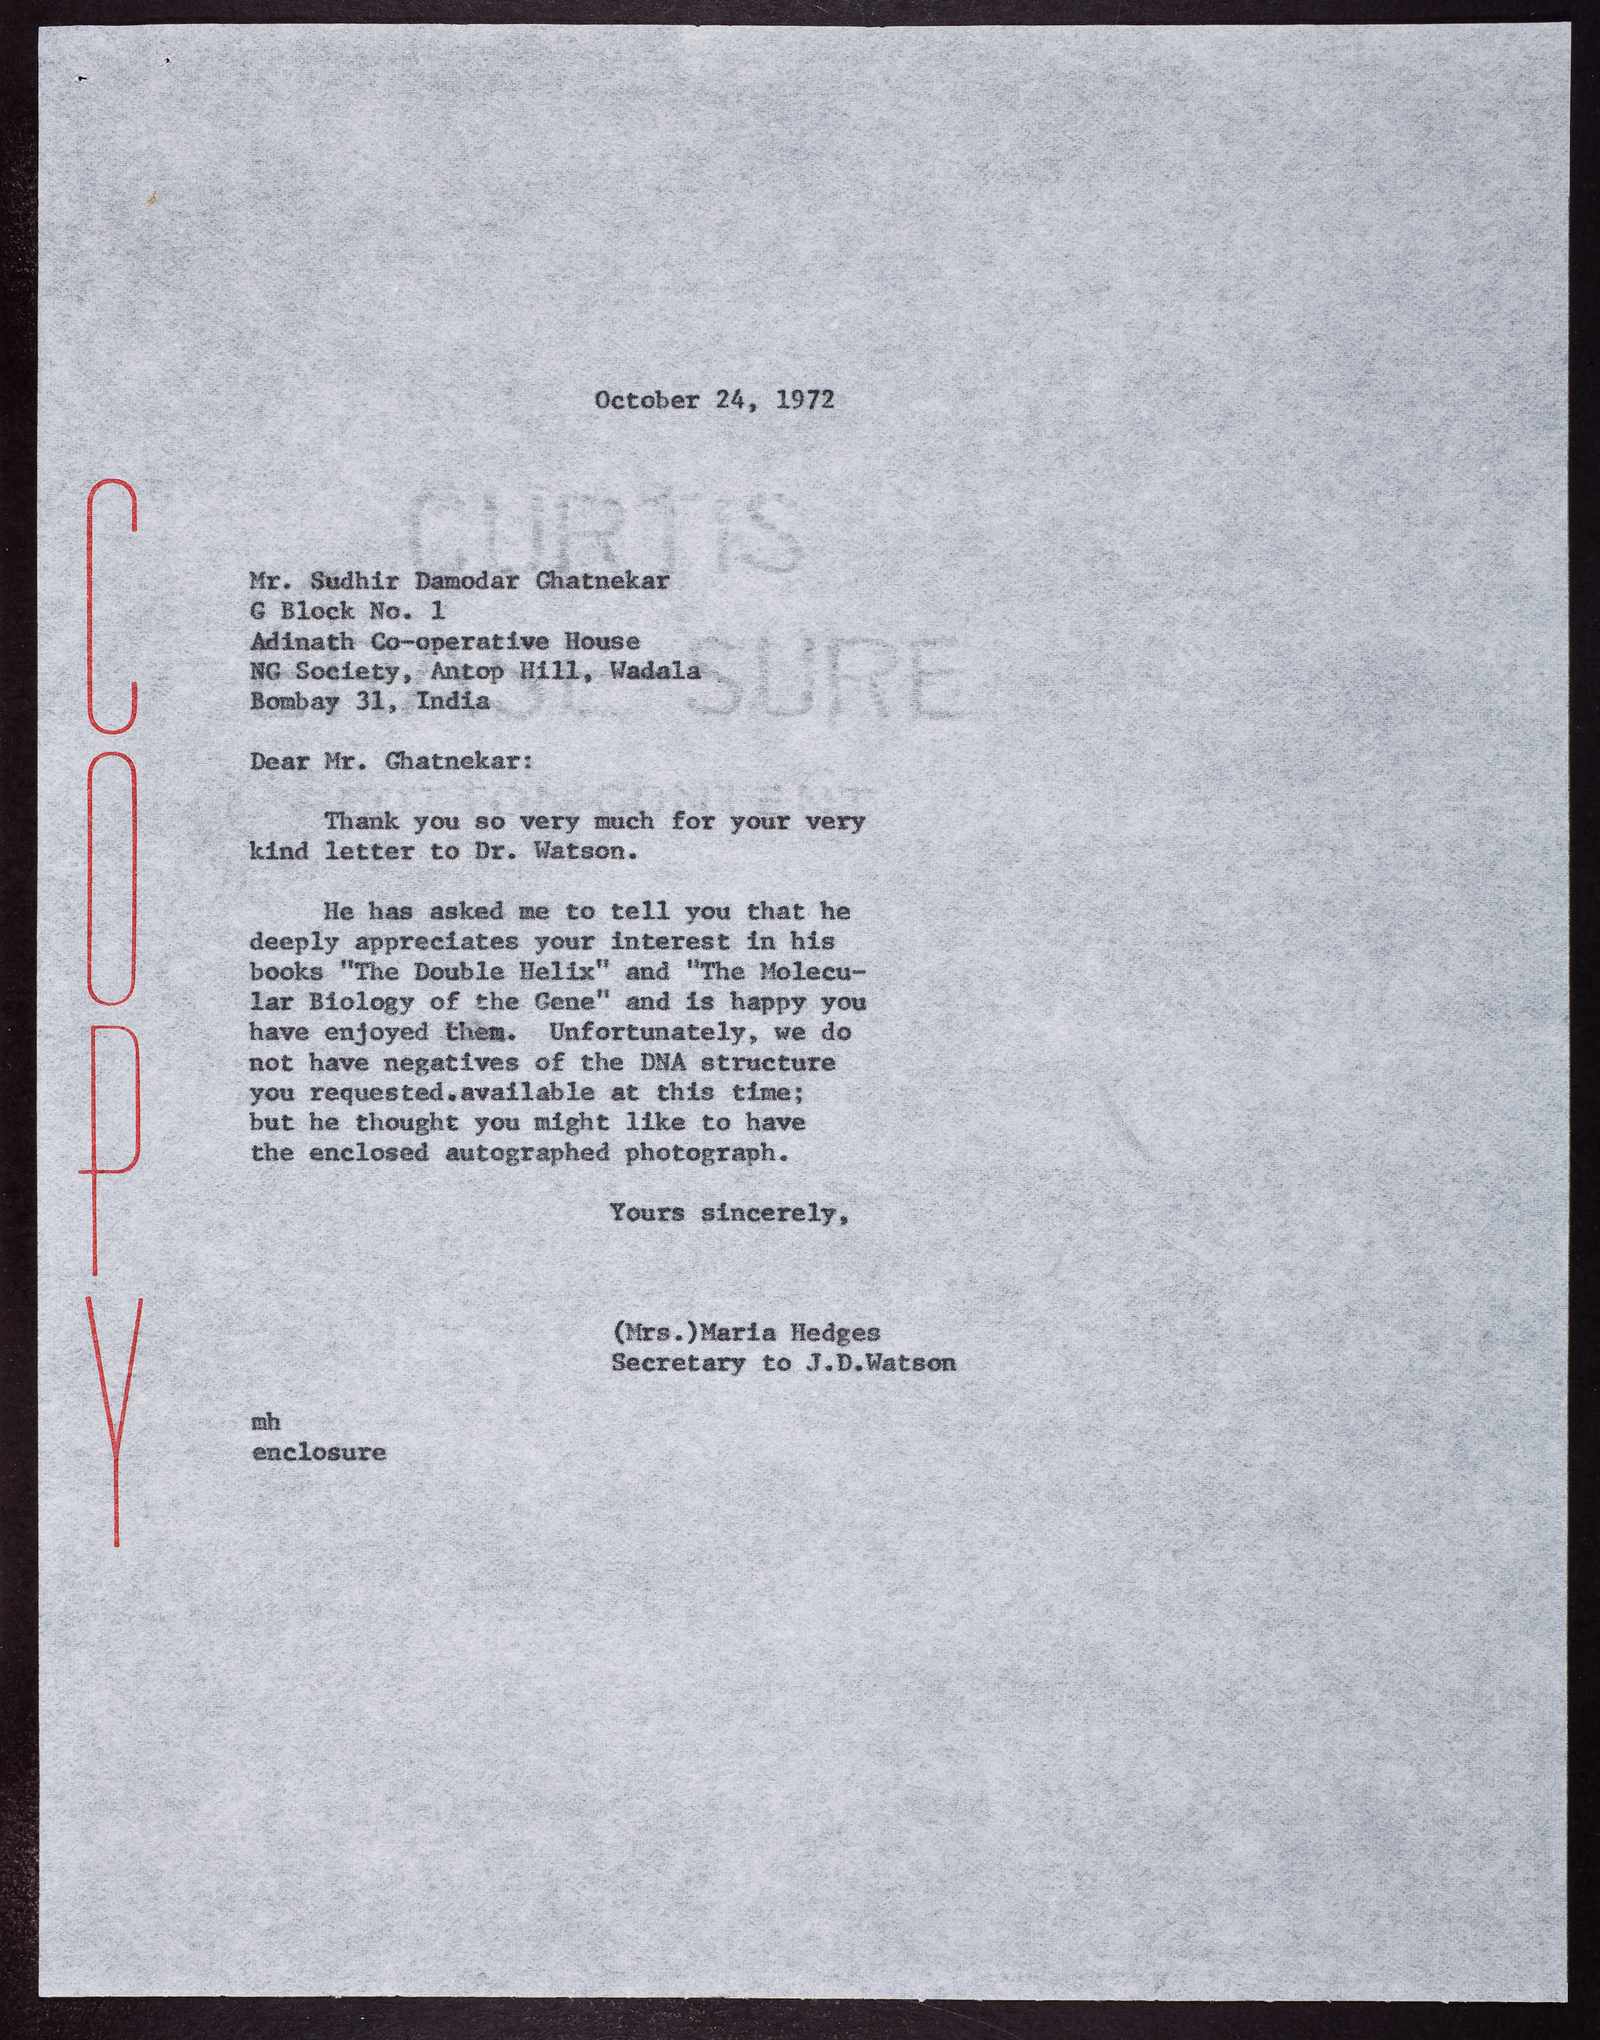 October 24, 1972
CURTIS
Mr. Sudhir Damodar Ghatnekar
G Block No. 1
Adinath Co-operative House
NG Society, Antop Hill, Wadala
Bombay 31, India
SURE
Dear Mr. Ghatnekar:
Thank you so very much for your very
kind letter to Dr. Watson.
He has asked me to tell you that he
deeply appreciates your interest in his
books "The Double Helix" and "The Molecu-
lar Biology of the Gene" and is happy you
have enjoyed them. Unfortunately, we do
not have negatives of the DNA structure
you requested.available at this time;
but he thought you might like to have
the enclosed autographed photograph.
Yours sincerely,
(Mrs.)Maria Hedges
Secretary to J.D.Watson
mh
enclosure
COPY